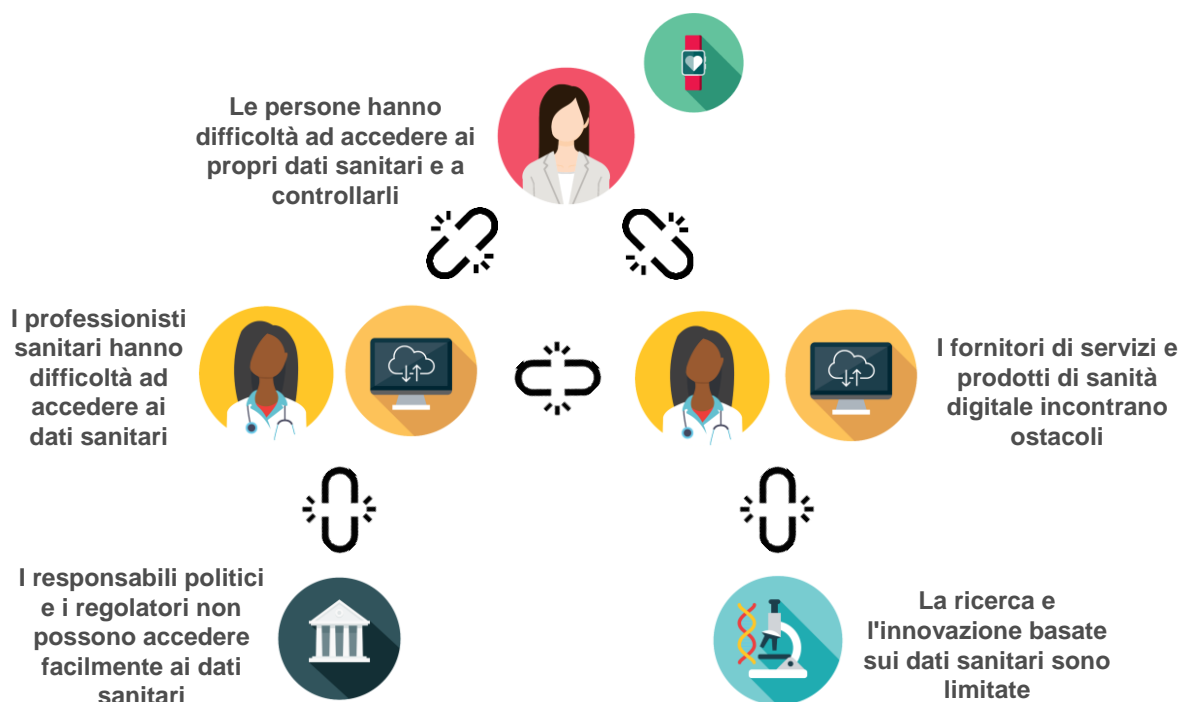 Le persone hanno
difficoltà ad accedere ai
propri dati sanitari e a
controllarli
I professionisti
sanitari hanno
difficoltà ad
accedere ai
dati sanitari
I fornitori di servizi e
prodotti di sanità
digitale incontrano
ostacoli
I responsabili politici
e i regolatori non
possono accedere
facilmente ai dati
sanitari
La ricerca e
l'innovazione basate
sui dati sanitari sono
limitate